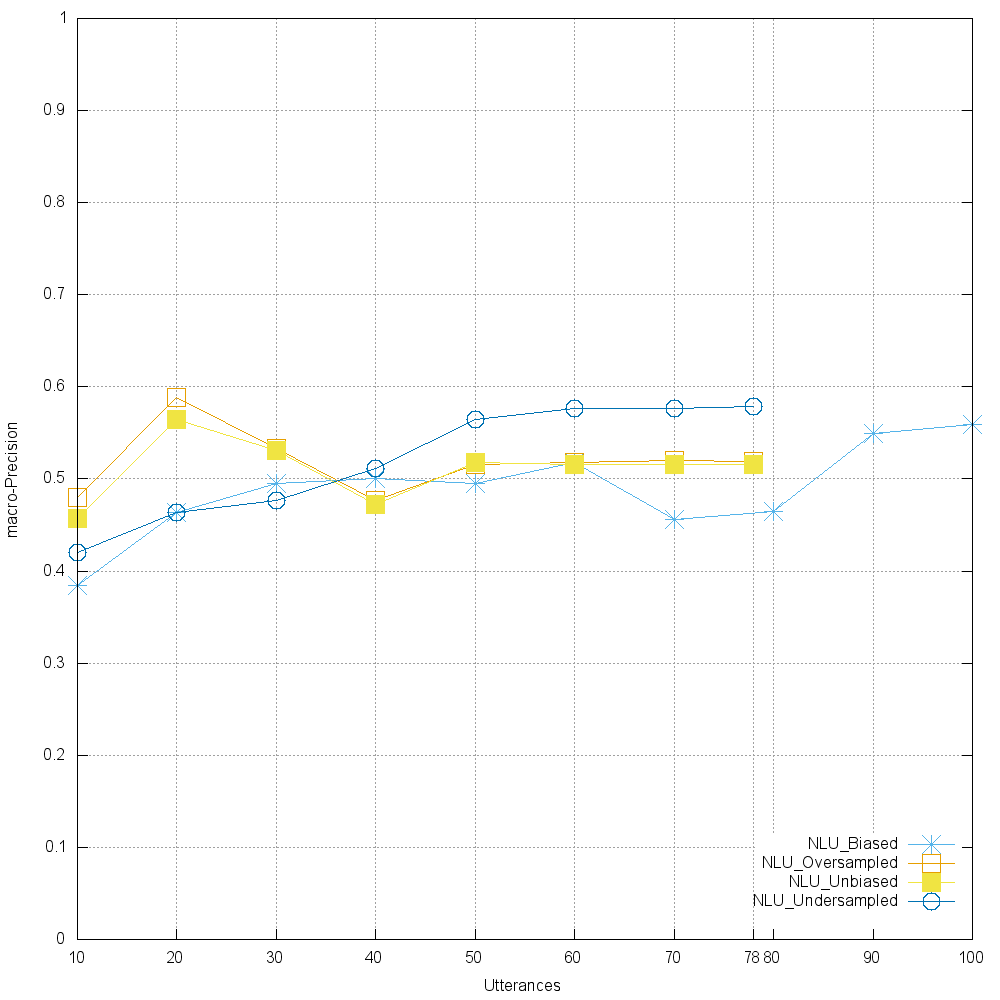 1
0.9
0.8
0.7
0.6
0.5
0.4
0.3
0.2
0.1
0
macro-Precision
10 20 30 40 50 60 70 78 80 90 100
Utterances
NLU_Biased
NLU_Oversampled
NLU_Unbiased
NLU_Undersampled